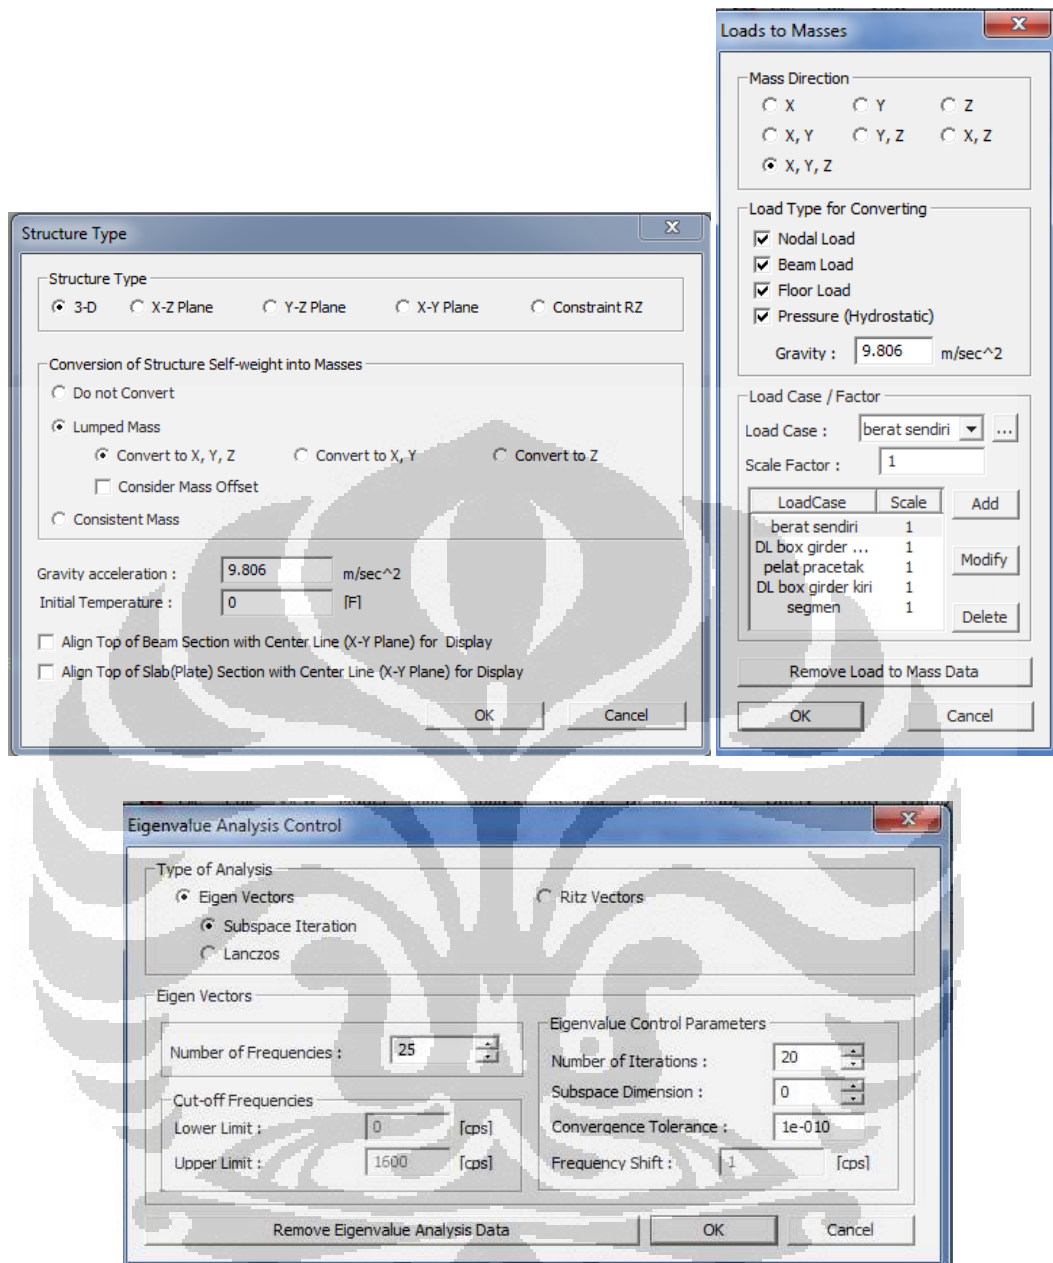 Loads to Masses
Mass Direction
X Y Z
X, Y Y, Z X, Z
X, Y, Z
Load Type for Converting
Nodal Load
Beam Load
Floor Load
Pressure (Hydrostatic)
Gravity : 9.806 m/sec^2
Load Case / Factor
Load Case : berat sendiri ...
Scale Factor : 1
LoadCase Scale
berat sendiri 1
DL box girder ... 1
pelat pracetak 1
DL box girder kiri 1
segmen 1
Add
Modify
Delete
Remove Load to Mass Data
OK Cancel
Structure Type
Structure Type
3-D X-Z Plane Y-Z Plane X-Y Plane Constraint RZ
Conversion of Structure Self-weight into Masses
Do not Convert
Lumped Mass
Convert to X, Y, Z Convert to X, Y Convert to Z
Consider Mass Offset
Consistent Mass
Gravity acceleration : 9.806 m/sec^2
Initial Temperature : 0 [F]
Align Top of Beam Section with Center Line (X-Y Plane) for Display
Align Top of Slab(Plate) Section with Center Line (X-Y Plane) for Display
OK Cancel
Eigenvalue Analysis Control
Type of Analysis
Eigen Vectors Ritz Vectors
Subspace Iteration
Lanczos
Eigen Vectors
Number of Frequencies : 25
Cut-off Frequencies
Lower Limit : 0 [cps]
Upper Limit : 1600 [cps]
Eigenvalue Control Parameters
Number of Iterations : 20
Subspace Dimension : 0
Convergence Tolerance : 1e-010
Frequency Shift : -1 [cps]
Remove Eigenvalue Analysis Data OK Cancel